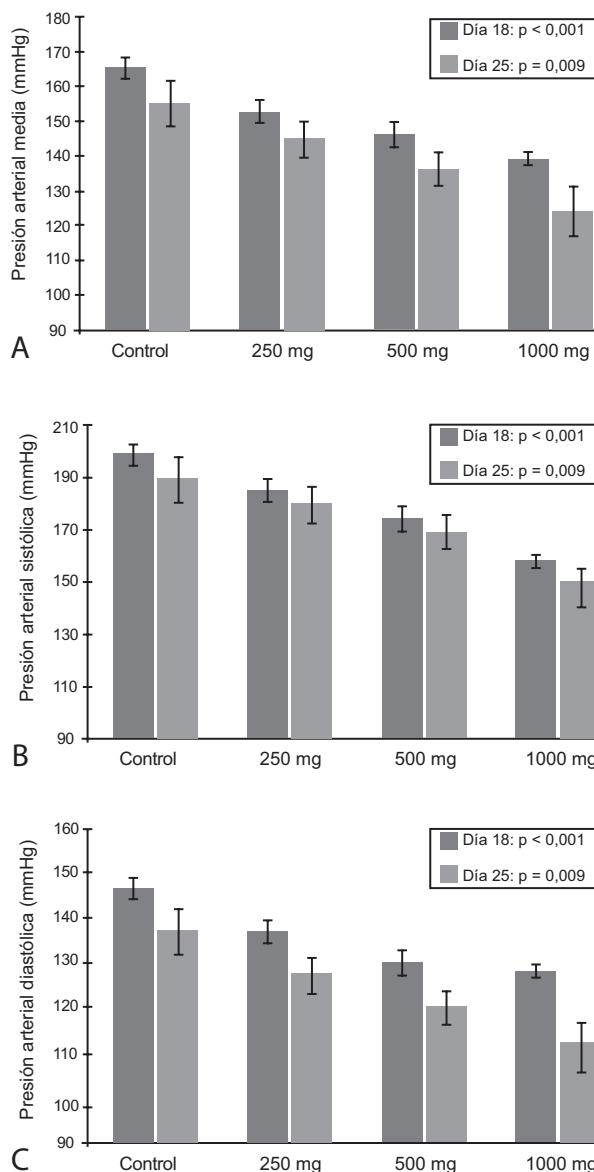 Presión arterial media (mmHg)
180
170
160
150
140
130
120
110
100
90
Día 18: p < 0,001
Día 25: p = 0,009
Control
250 mg
500 mg
1000 mg
A
Presión arterial sistólica (mmHg)
210
190
170
150
130
110
90
Día 18: p < 0,001
Día 25: p = 0,009
Control
250 mg
500 mg
1000 mg
B
Presión arterial diastólica (mmHg)
160
150
140
130
120
110
100
90
Día 18: p < 0,001
Día 25: p = 0,009
Control
250 mg
500 mg
1000 mg
C